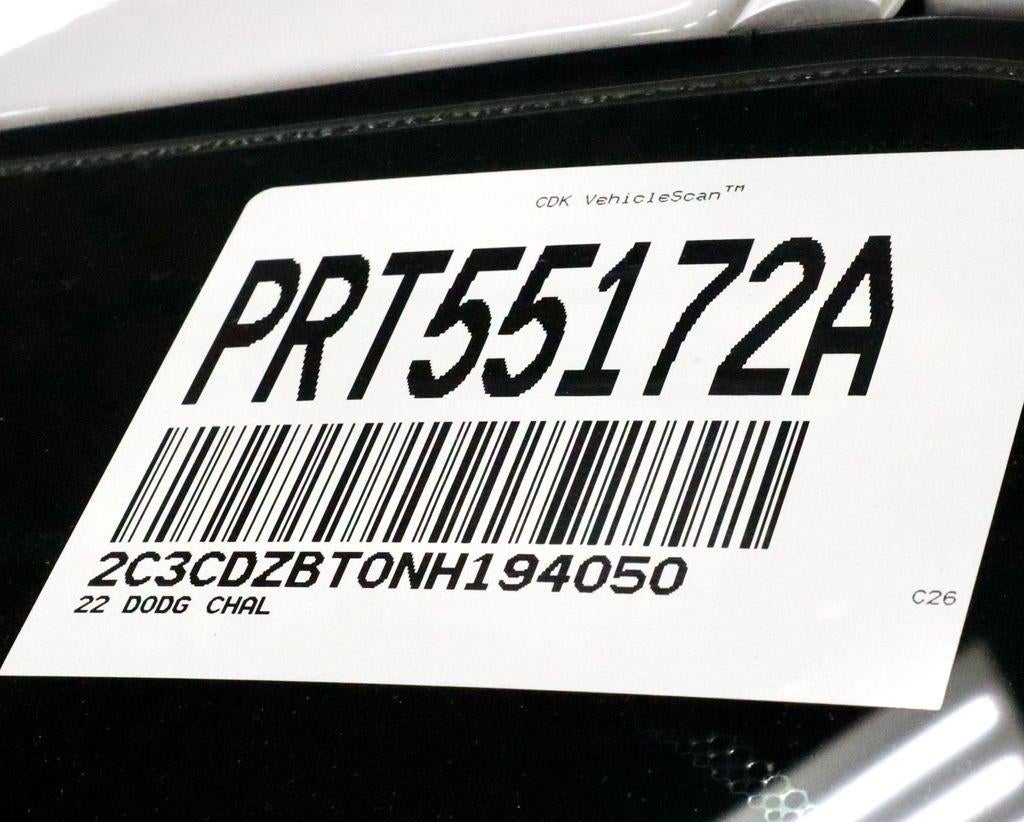 CDK VehicleScan™
PRT55172A
2C3CDZBT0NH194050
22 DODG CHAL
C26